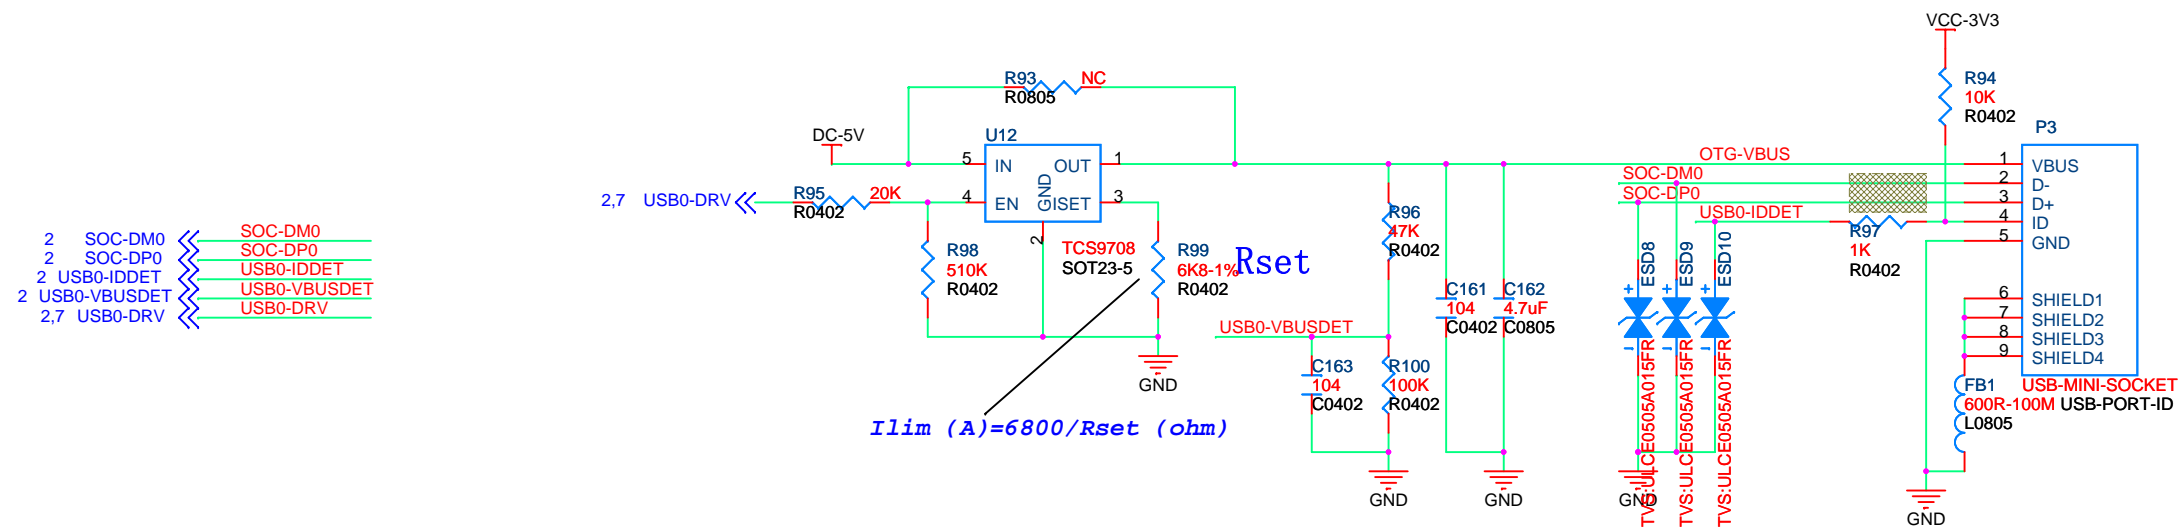 VCC-3V3
R93 NC
R0805
R94
10K
R0402
DC-5V
U12
P3
5 IN OUT 1
4 EN GND ISET 3
2
OTG-VBUS
1 VBUS
SOC-DM0
2 D-
SOC-DP0
3 D+
USB0-IDDET
4 ID
5 GND
2,7 USB0-DRV
R95 20K
R0402
R96
47K
R0402
R97
1K
R0402
2 SOC-DM0 SOC-DM0
2 SOC-DP0 SOC-DP0
2 USB0-IDDET USB0-IDDET
2 USB0-VBUSDET USB0-VBUSDET
2,7 USB0-DRV USB0-DRV
R98
510K
R0402
TCS9708
SOT23-5
R99
6K8-1%
R0402
Rset
C161
104
C0402
C162
4.7uF
C0805
ESD8
ESD9
ESD10
+ + +
- - -
TVS:ULCE0505A015FR
TVS:ULCE0505A015FR
TVS:ULCE0505A015FR
6 SHIELD1
7 SHIELD2
8 SHIELD3
9 SHIELD4
USB0-VBUSDET
C163
104
C0402
R100
100K
R0402
FB1
600R-100M
L0805
USB-MINI-SOCKET
USB-PORT-ID
GND
Ilim (A)=6800/Rset (ohm)
GND
GND
GND
GND